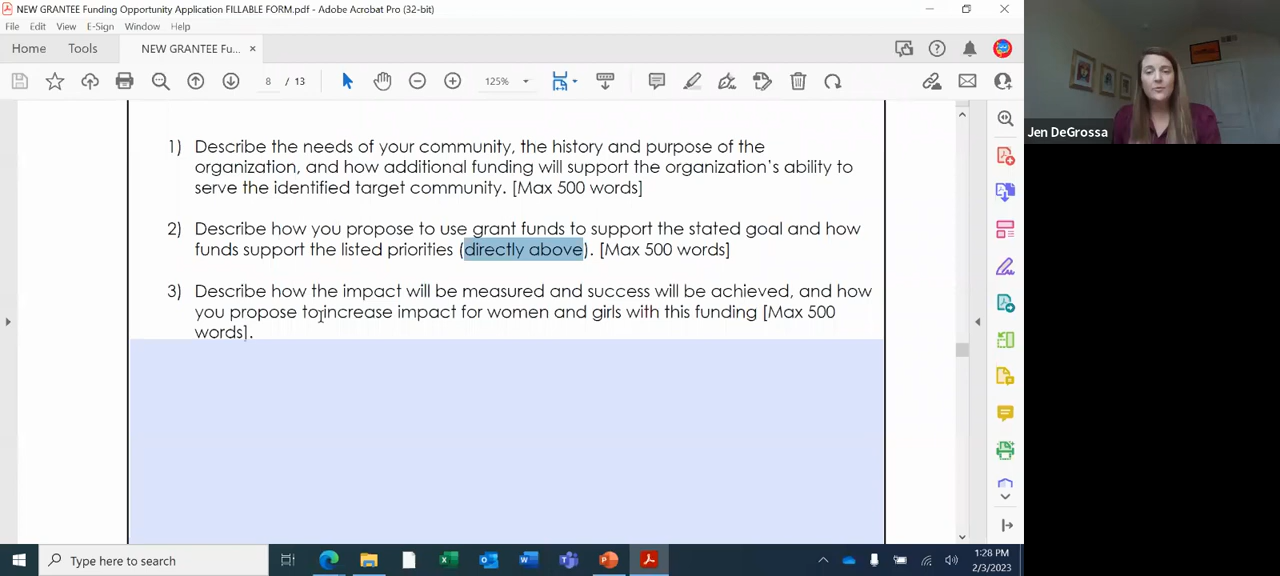 NEW GRANTEE Funding Opportunity Application FILLABLE FORM.pdf - Adobe Acrobat Pro (32-bit)
File Edit View E-Sign Window Help
Home Tools NEW GRANTEE Fu... ×
8 / 13 125%
1) Describe the needs of your community, the history and purpose of the
organization, and how additional funding will support the organization's ability to
serve the identified target community. [Max 500 words]
2) Describe how you propose to use grant funds to support the stated goal and how
funds support the listed priorities (directly above). [Max 500 words]
3) Describe how the impact will be measured and success will be achieved, and how
you propose to increase impact for women and girls with this funding [Max 500
words].
Jen DeGrossa
Type here to search
1:28 PM
2/3/2023